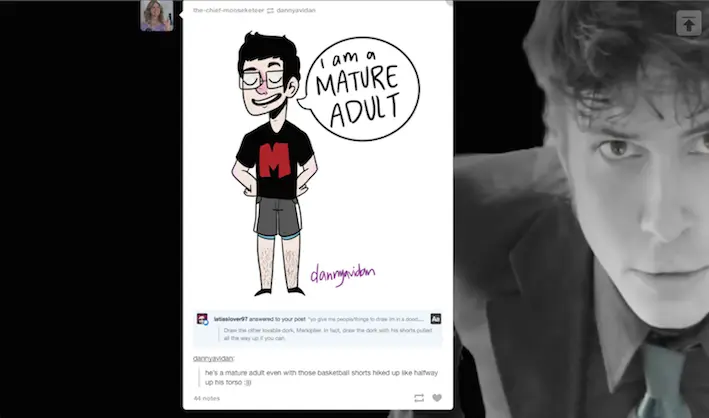 the-chief-mosseketeer dannyavidan
i am a
MATURE
ADULT
M
dannyavidan
latiaslover97 answered to your post "yo give me people/things to draw im in a dood...
Draw the other lovable dork, Markiplier. In fact, draw the dork with his shorts pulled
all the way up if you can.
dannyavidan:
he's a mature adult even with those basketball shorts hiked up like halfway
up his torso :)))
44 notes